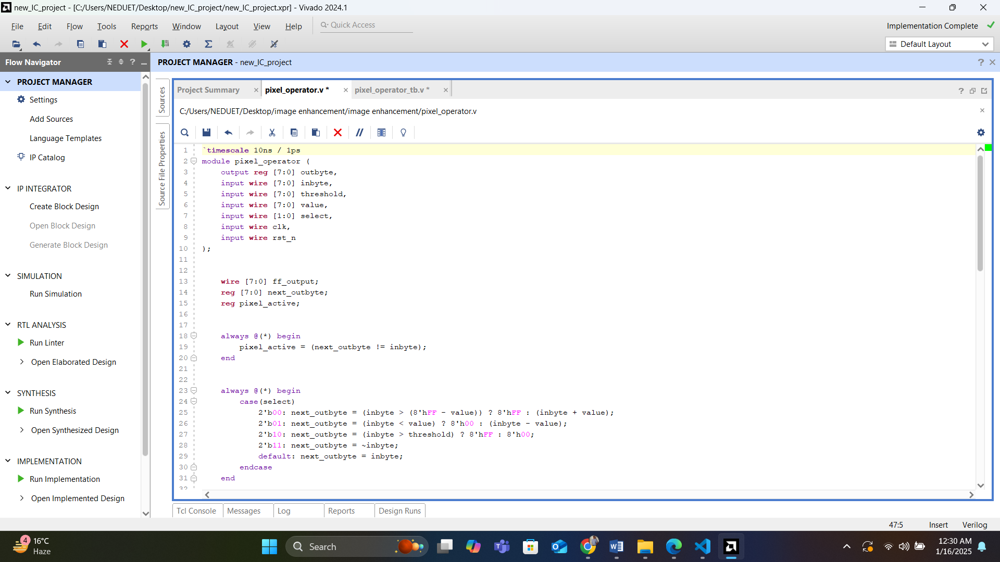 new_IC_project - [C:/Users/NEDUET/Desktop/new_IC_project/new_IC_project.xpr] - Vivado 2024.1
File Edit Flow Tools Reports Window Layout View Help Quick Access
Implementation Complete
Default Layout
Flow Navigator
PROJECT MANAGER - new_IC_project
PROJECT MANAGER
Settings
Add Sources
Language Templates
IP Catalog
IP INTEGRATOR
Create Block Design
Open Block Design
Generate Block Design
SIMULATION
Run Simulation
RTL ANALYSIS
Run Linter
Open Elaborated Design
SYNTHESIS
Run Synthesis
Open Synthesized Design
IMPLEMENTATION
Run Implementation
Open Implemented Design
Sources
Source File Properties
Project Summary
pixel_operator.v *
pixel_operator_tb.v *
C:/Users/NEDUET/Desktop/image enhancement/image enhancement/pixel_operator.v
1 `timescale 10ns / 1ps
2 module pixel_operator (
3 output reg [7:0] outbyte,
4 input wire [7:0] inbyte,
5 input wire [7:0] threshold,
6 input wire [7:0] value,
7 input wire [1:0] select,
8 input wire clk,
9 input wire rst_n
10 );
11
12
13 wire [7:0] ff_output;
14 reg [7:0] next_outbyte;
15 reg pixel_active;
16
17
18 always @(*) begin
19 pixel_active = (next_outbyte != inbyte);
20 end
21
22
23 always @(*) begin
24 case(select)
25 2'b00: next_outbyte = (inbyte > (8'hFF - value)) ? 8'hFF : (inbyte + value);
26 2'b01: next_outbyte = (inbyte < value) ? 8'h00 : (inbyte - value);
27 2'b10: next_outbyte = (inbyte > threshold) ? 8'hFF : 8'h00;
28 2'b11: next_outbyte = ~inbyte;
29 default: next_outbyte = inbyte;
30 endcase
31 end
32
Tcl Console
Messages
Log
Reports
Design Runs
47:5
Insert
Verilog
4
16°C
Haze
Search
12:30 AM
1/16/2025